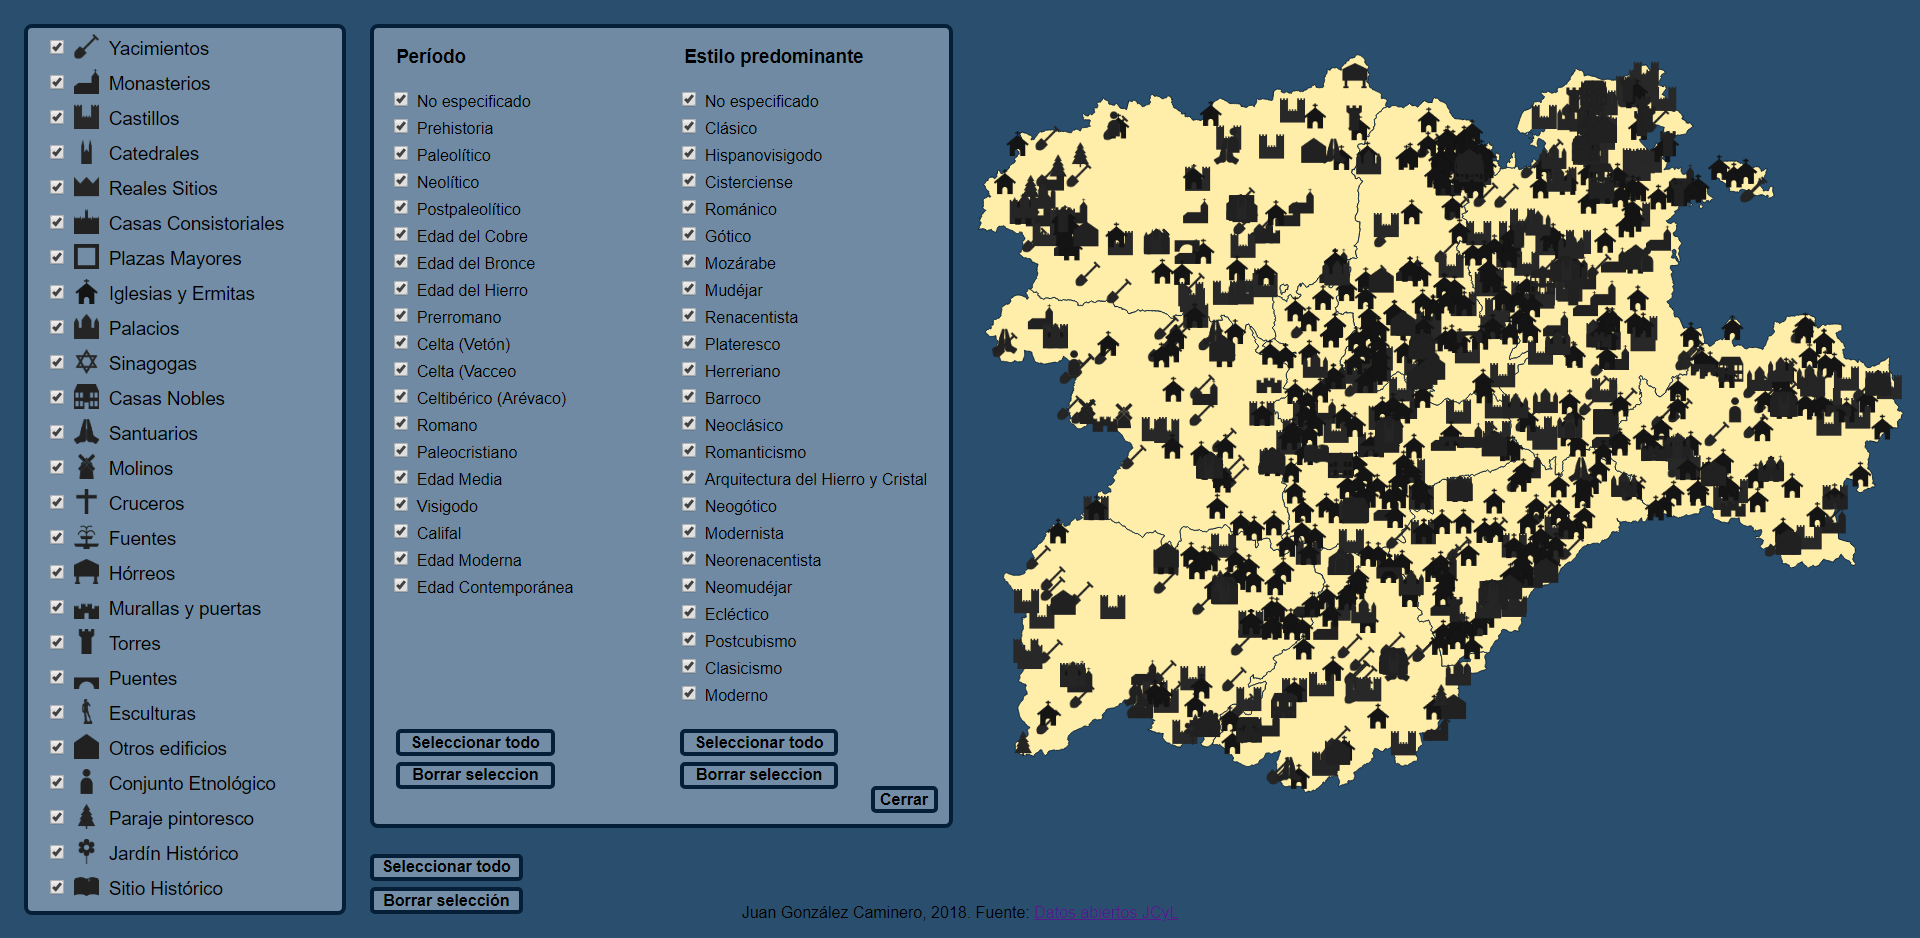 Yacimientos
Monasterios
Castillos
Catedrales
Reales Sitios
Casas Consistoriales
Plazas Mayores
Iglesias y Ermitas
Palacios
Sinagogas
Casas Nobles
Santuarios
Molinos
Cruceros
Fuentes
Hórreos
Murallas y puertas
Torres
Puentes
Esculturas
Otros edificios
Conjunto Etnológico
Paraje pintoresco
Jardín Histórico
Sitio Histórico
Período
No especificado
Prehistoria
Paleolítico
Neolítico
Postpaleolítico
Edad del Cobre
Edad del Bronce
Edad del Hierro
Prerromano
Celta (Vetón)
Celta (Vacceo
Celtibérico (Arévaco)
Romano
Paleocristiano
Edad Media
Visigodo
Califal
Edad Moderna
Edad Contemporánea
Seleccionar todo
Borrar seleccion
Estilo predominante
No especificado
Clásico
Hispanovisigodo
Cisterciense
Románico
Gótico
Mozárabe
Mudéjar
Renacentista
Plateresco
Herreriano
Barroco
Neoclásico
Romanticismo
Arquitectura del Hierro y Cristal
Neogótico
Modernista
Neorenacentista
Neomudéjar
Ecléctico
Postcubismo
Clasicismo
Moderno
Seleccionar todo
Borrar seleccion
Cerrar
Seleccionar todo
Borrar selección
Juan González Caminero, 2018. Fuente: Datos abiertos JCyL